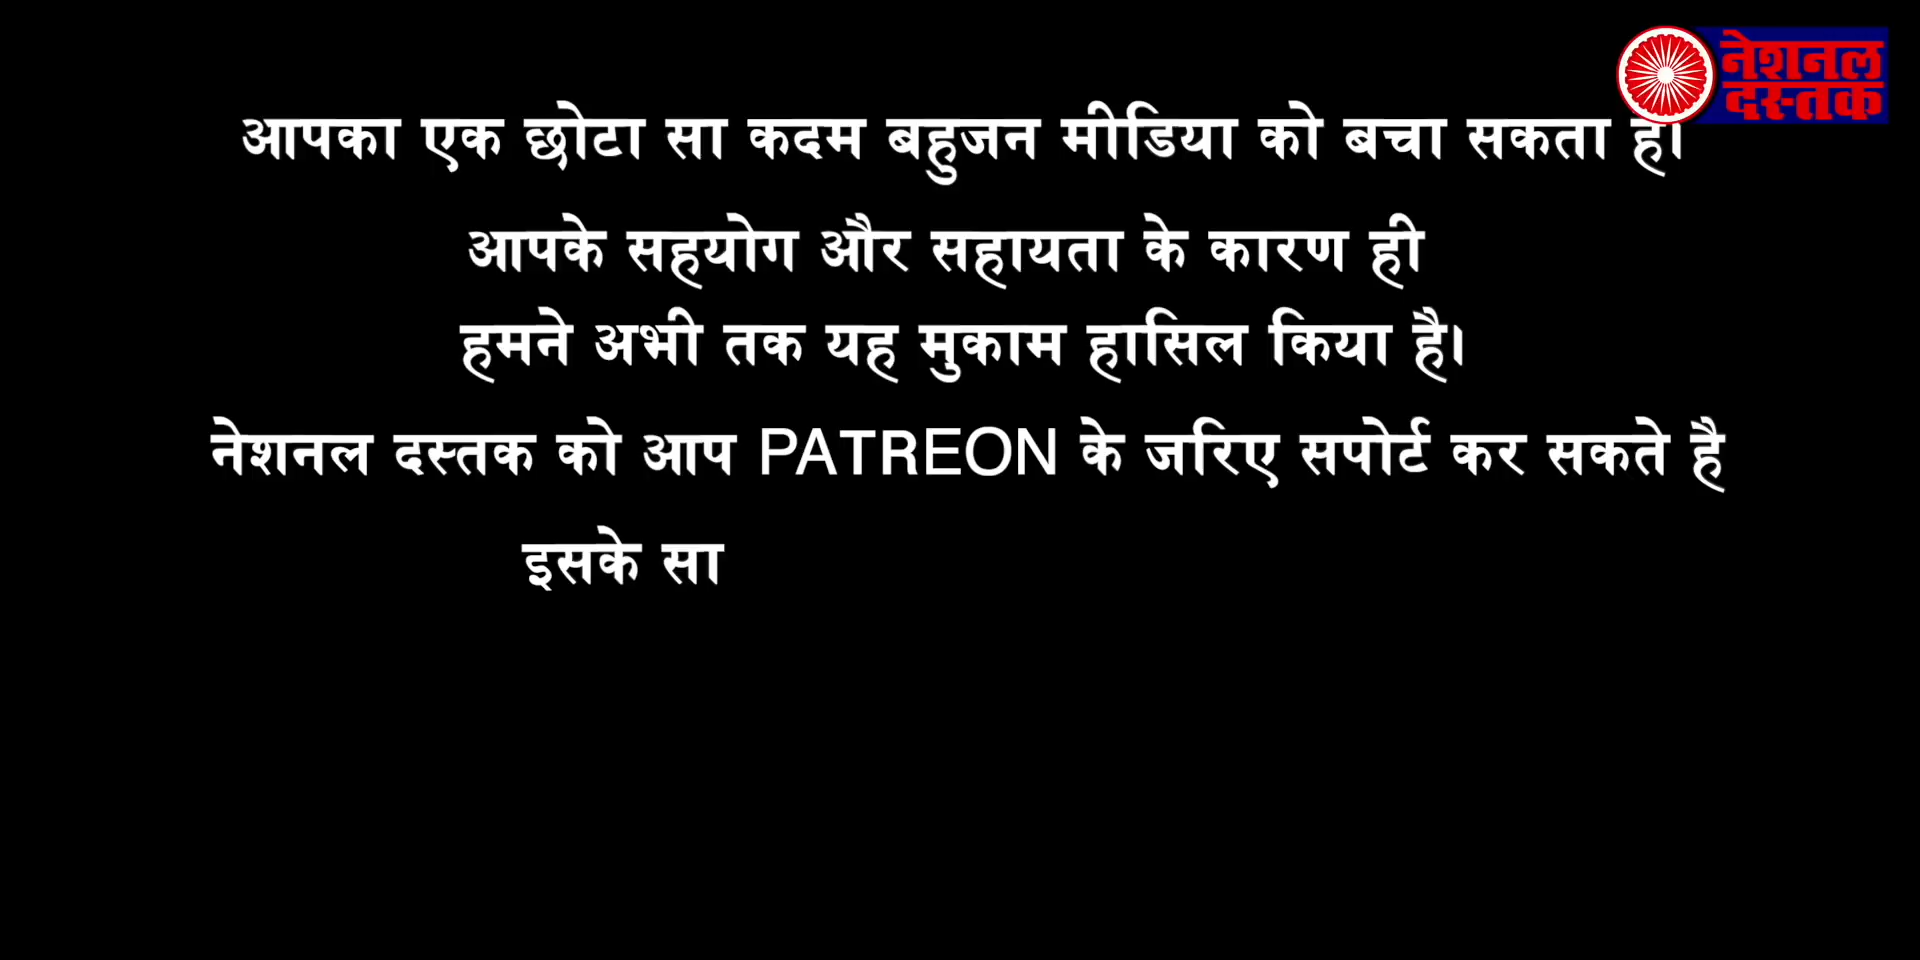 नेशनल
दस्तक
आपका एक छोटा सा कदम बहुजन मीडिया को बचा सकता है।
आपके सहयोग और सहायता के कारण ही
हमने अभी तक यह मुकाम हासिल किया है।
नेशनल दस्तक को आप PATREON के जरिए सपोर्ट कर सकते है
इसके सा